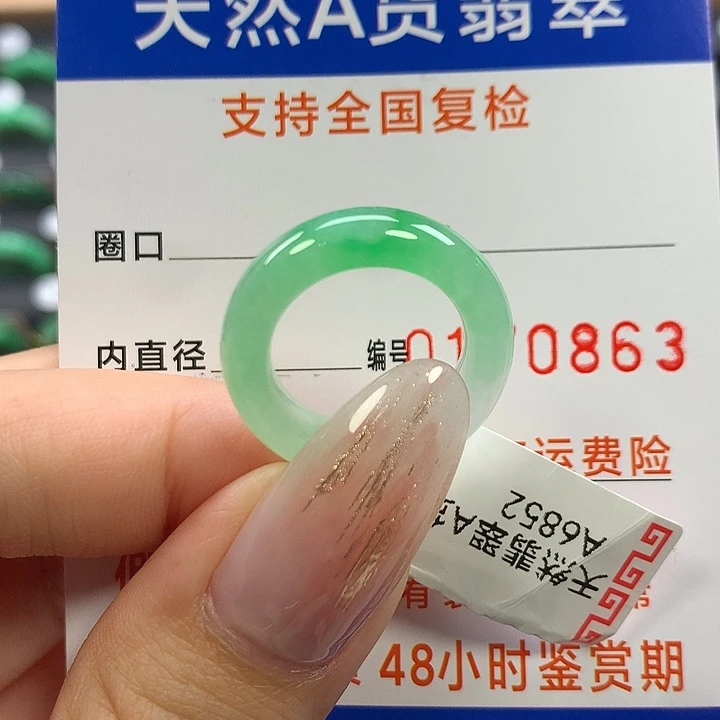 天然A货翡翠
支持全国复检
圈口
内直径
编号
0863
运费险
天然翡翠A
A6852
48小时鉴赏期